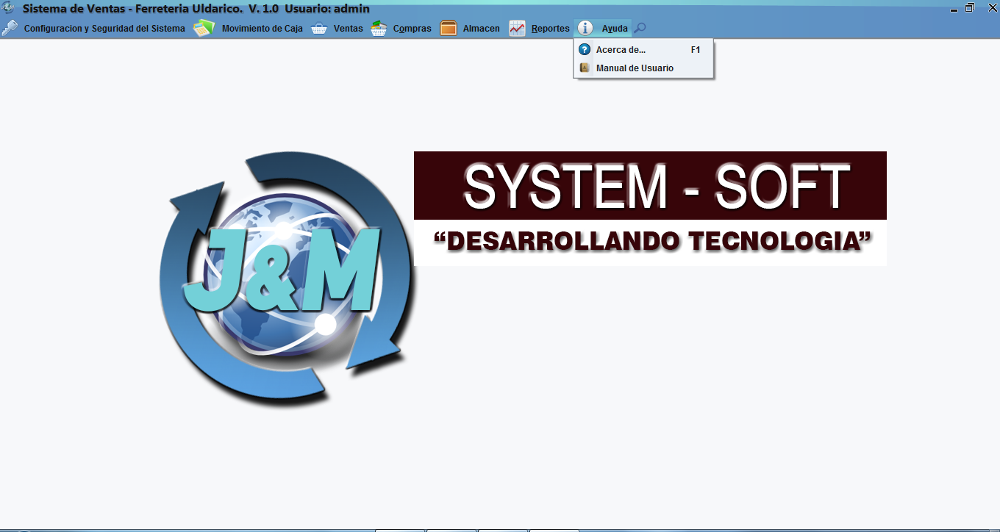 Sistema de Ventas - Ferreteria Uldarico. V. 1.0 Usuario: admin
Configuracion y Seguridad del Sistema Movimiento de Caja Ventas Compras Almacen Reportes Ayuda
Acerca de... F1
Manual de Usuario
SYSTEM - SOFT
“DESARROLLANDO TECNOLOGIA”
J&M